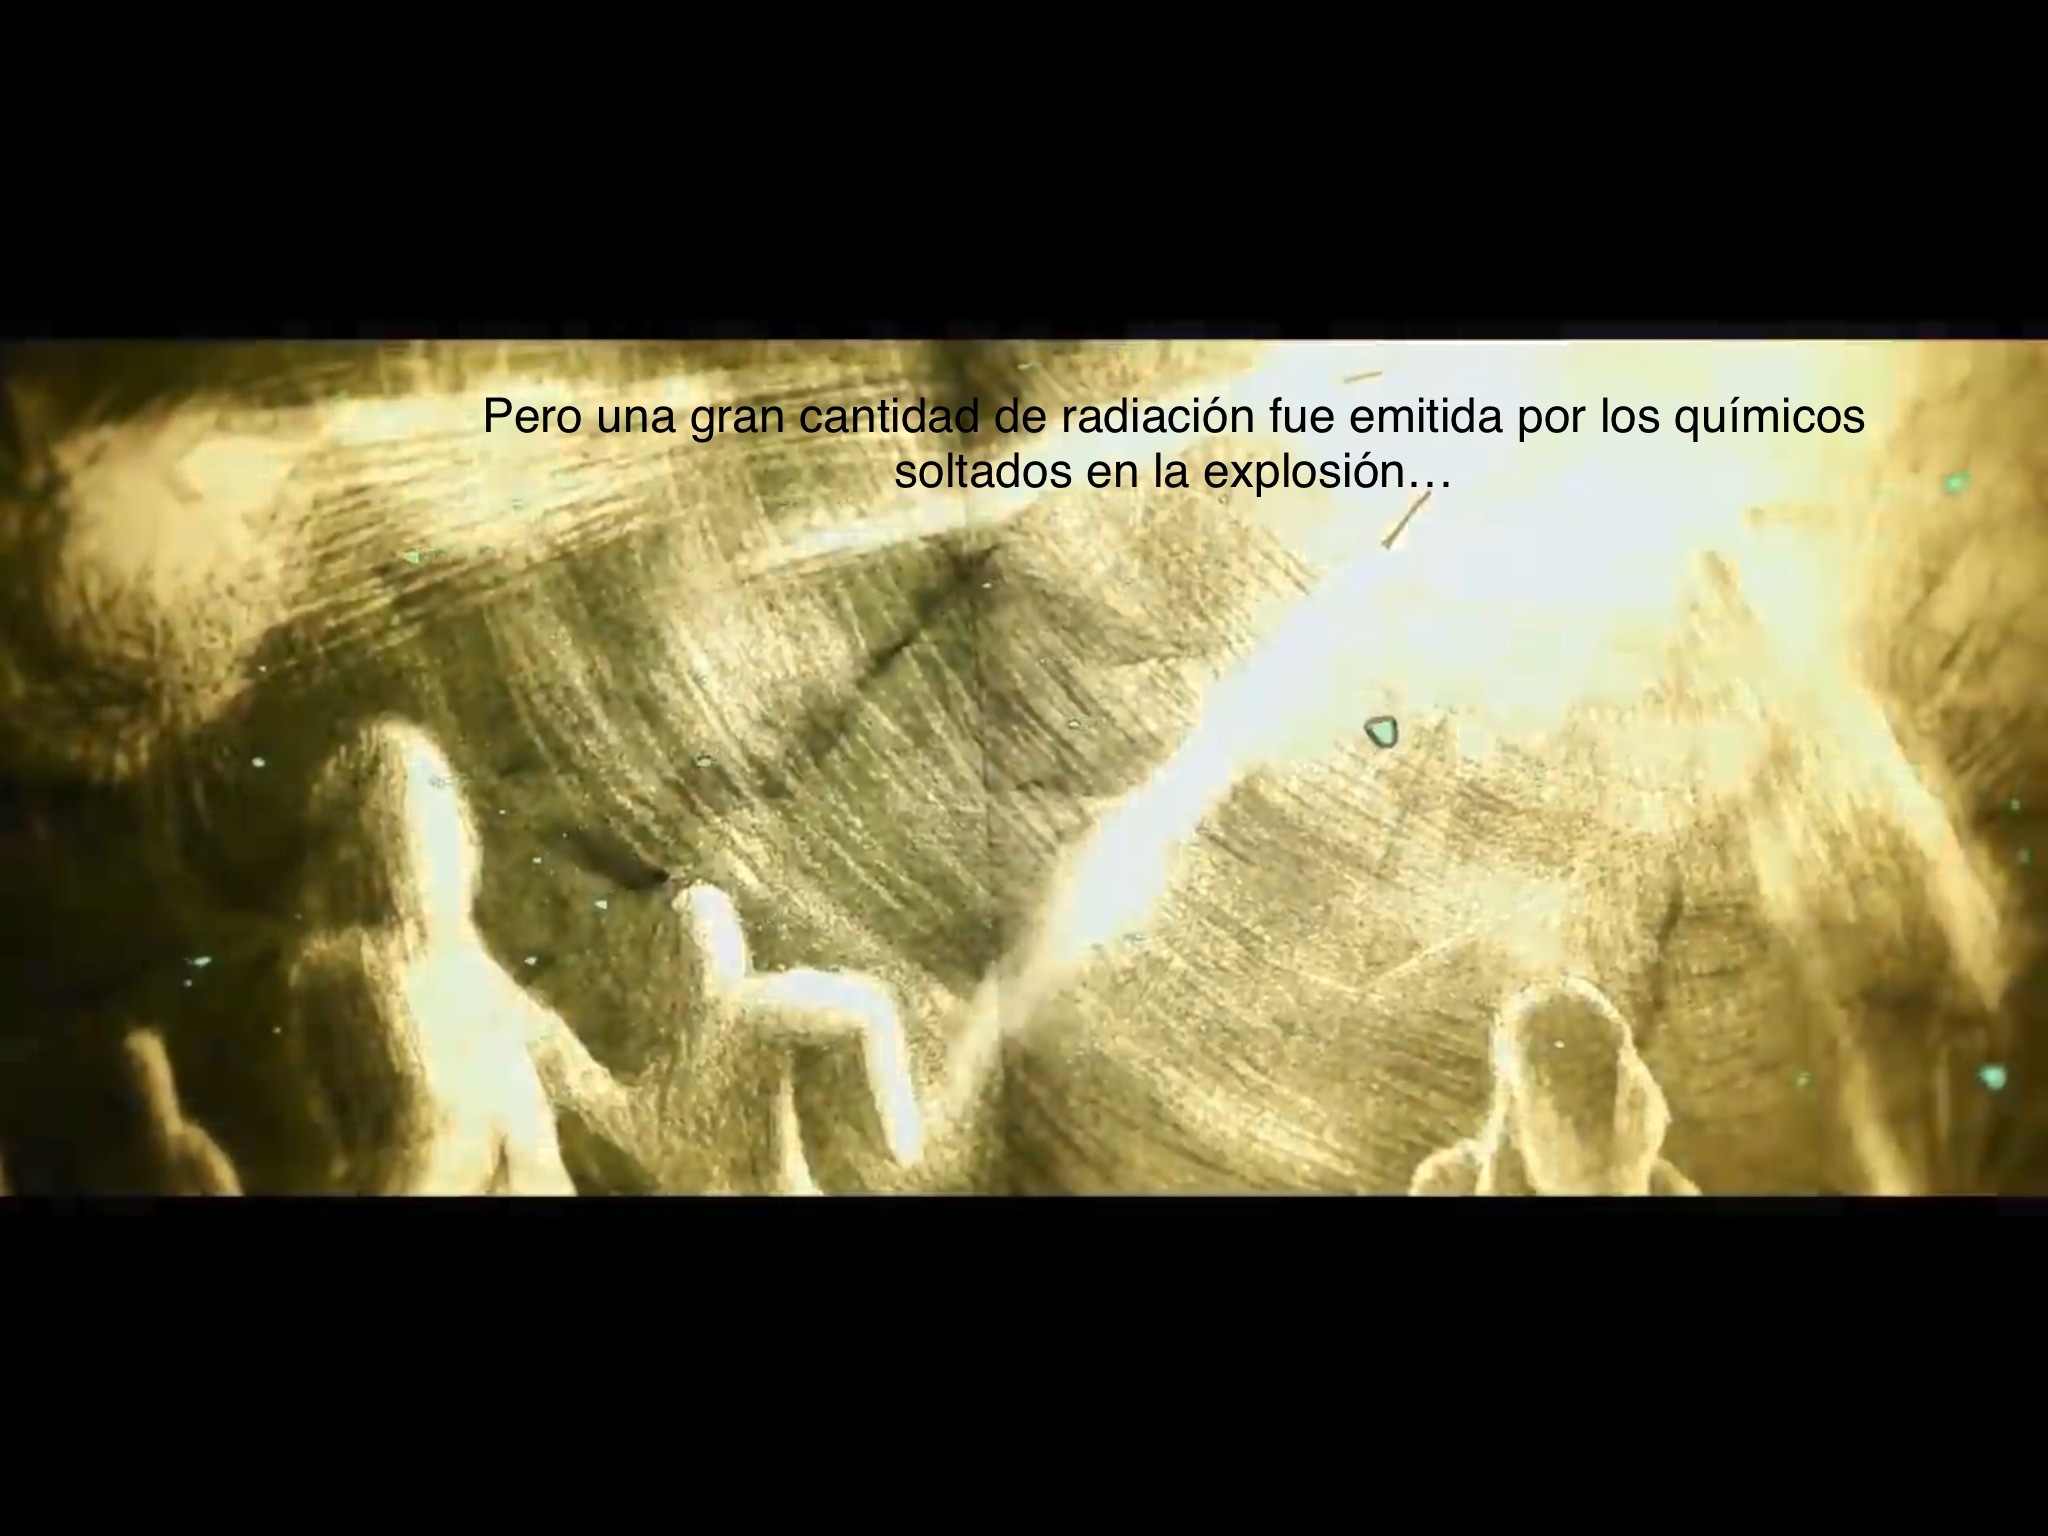 Pero una gran cantidad de radiación fue emitida por los químicos
soltados en la explosión…